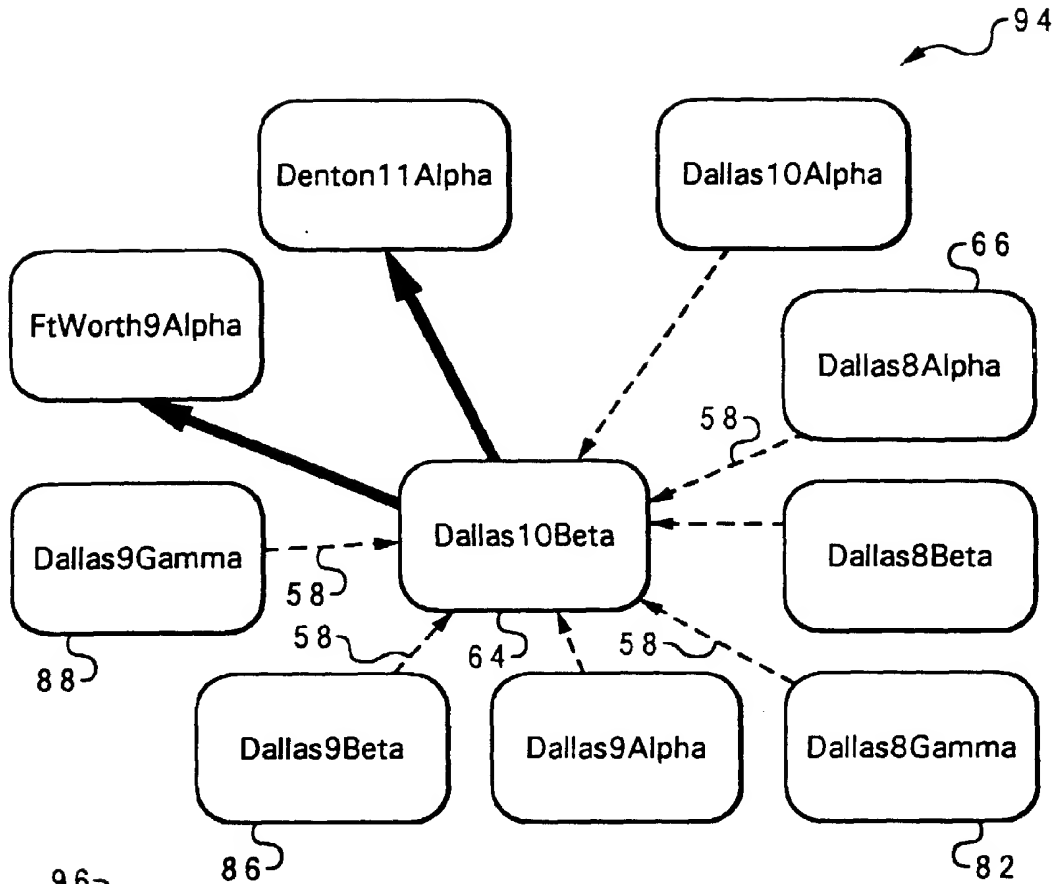 94
Denton11Alpha
Dallas10Alpha
66
FtWorth9Alpha
Dallas8Alpha
58
Dallas10Beta
Dallas9Gamma
Dallas8Beta
58
58
64
58
88
Dallas9Beta
Dallas9Alpha
Dallas8Gamma
86
82
96